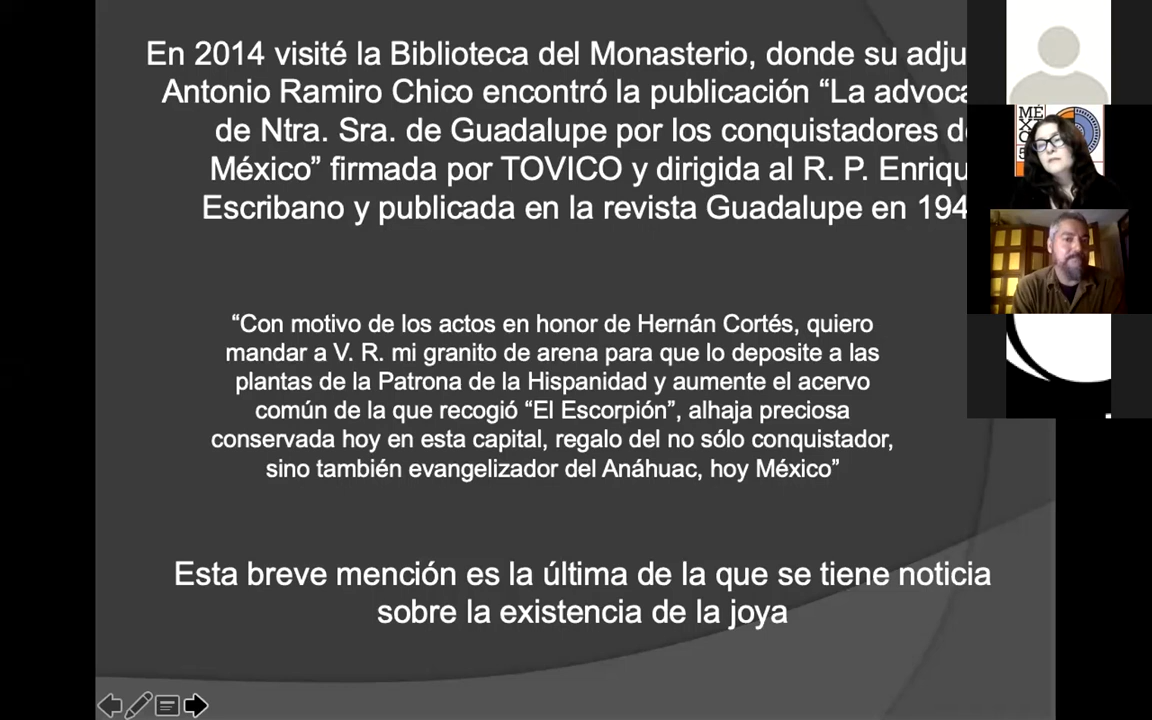 En 2014 visité la Biblioteca del Monasterio, donde su
Antonio Ramiro Chico encontró la publicación “La
de Ntra. Sra. de Guadalupe por los conquistadores
México” firmada por TOVICO y dirigida al R. P.
Escribano y publicada en la revista Guadalupe en
“Con motivo de los actos en honor de Hernán Cortés, quiero
mandar a V. R. mi granito de arena para que lo deposite a las
plantas de la Patrona de la Hispanidad y aumente el acervo
común de la que recogió “El Escorpión”, alhaja preciosa
conservada hoy en esta capital, regalo del no sólo conquistador,
sino también evangelizador del Anáhuac, hoy México”
Esta breve mención es la última de la que se tiene noticia
sobre la existencia de la joya